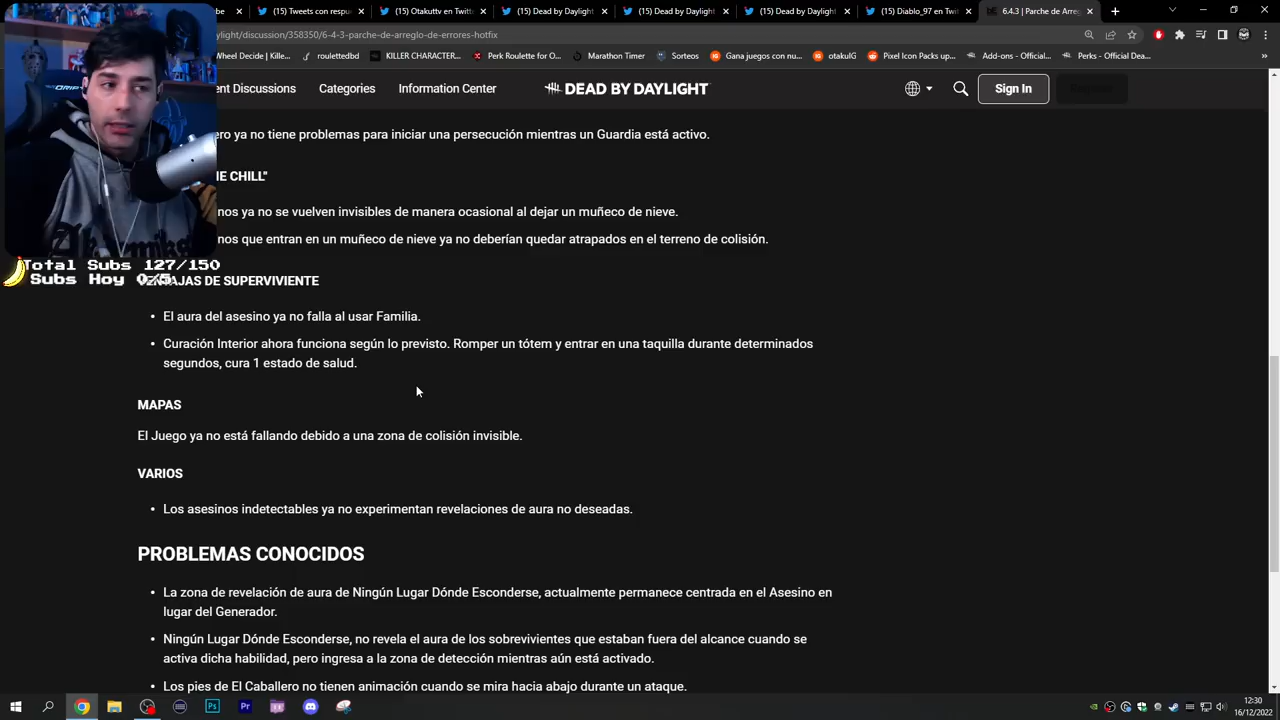 (15) Tweets con respu
(15) Otakuttv en Twitt
(15) Dead by Dayligh
(15) Dead by Daylight
(15) Dead by Daylight
(15) Diablo_97 en Twit
6.4.3 | Parche de Arreg
ylight/discussion/358350/6-4-3-parche-de-arreglo-de-errores-hotfix
Wheel Decide | Kille...
roulettedbd
KILLER CHARACTER...
Perk Roulette for O...
Marathon Timer
Sorteos
Gana juegos con nu...
otakulG
Pixel Icon Packs up...
Add-ons - Official...
Perks - Official Dea...
ent Discussions
Categories
Information Center
DEAD BY DAYLIGHT
Sign In
Register
ero ya no tiene problemas para iniciar una persecución mientras un Guardia está activo.
HE CHILL"
nos ya no se vuelven invisibles de manera ocasional al dejar un muñeco de nieve.
nos que entran en un muñeco de nieve ya no deberían quedar atrapados en el terreno de colisión.
Total Subs 127/150
Subs Hoy 0/5
VENTAJAS DE SUPERVIVIENTE
• El aura del asesino ya no falla al usar Familia.
• Curación Interior ahora funciona según lo previsto. Romper un tótem y entrar en una taquilla durante determinados
segundos, cura 1 estado de salud.
MAPAS
El Juego ya no está fallando debido a una zona de colisión invisible.
VARIOS
• Los asesinos indetectables ya no experimentan revelaciones de aura no deseadas.
PROBLEMAS CONOCIDOS
• La zona de revelación de aura de Ningún Lugar Dónde Esconderse, actualmente permanece centrada en el Asesino en
lugar del Generador.
• Ningún Lugar Dónde Esconderse, no revela el aura de los sobrevivientes que estaban fuera del alcance cuando se
activa dicha habilidad, pero ingresa a la zona de detección mientras aún está activado.
• Los pies de El Caballero no tienen animación cuando se mira hacia abajo durante un ataque.
12:30
16/12/2022